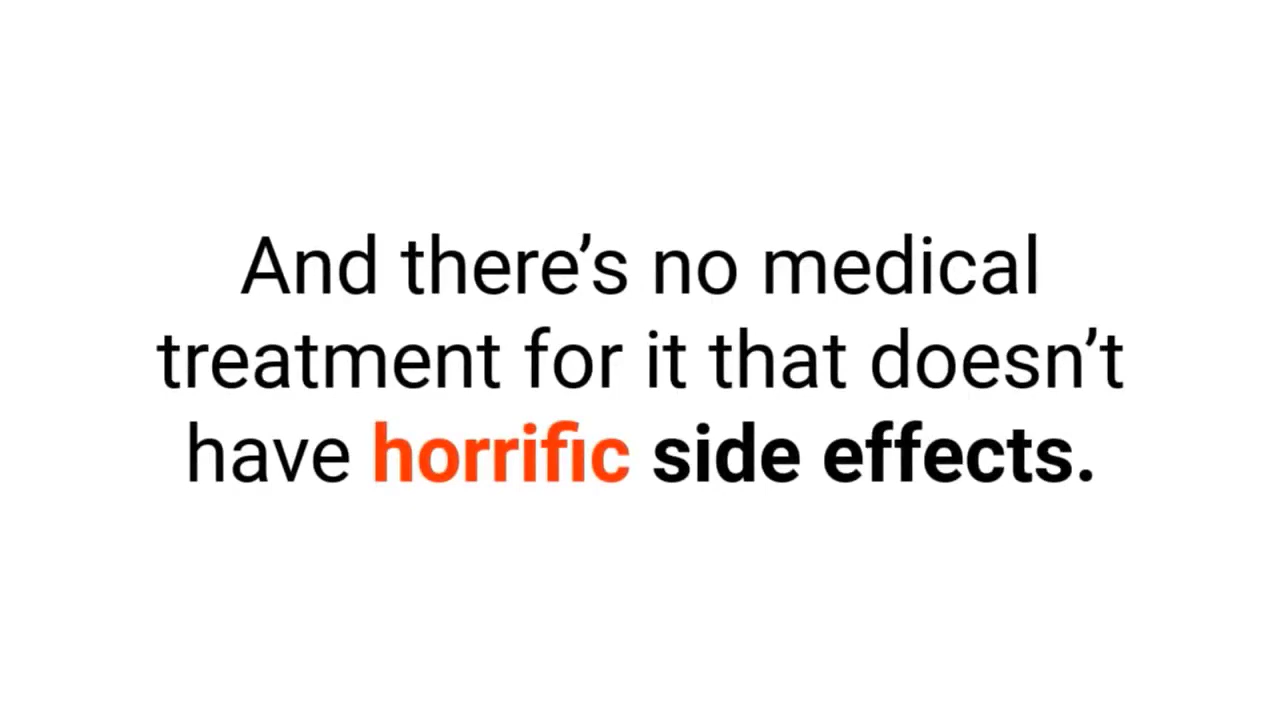 And there’s no medical
treatment for it that doesn’t
have horrific side effects.